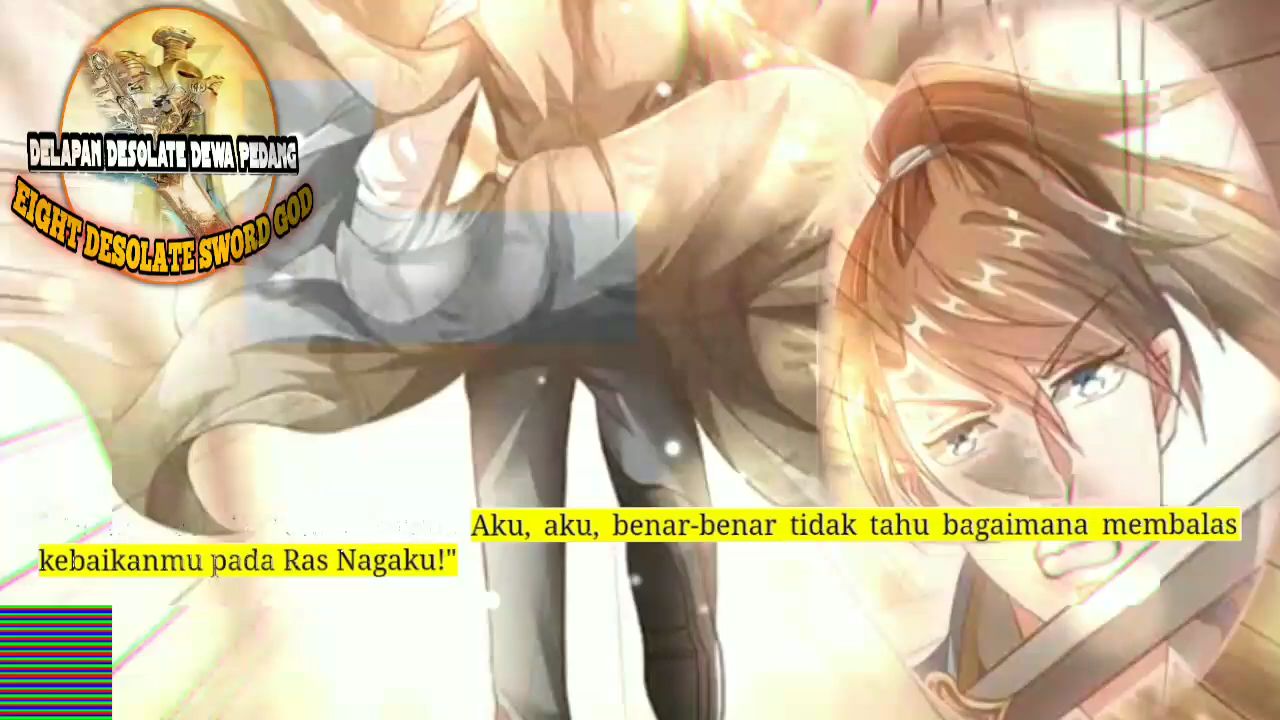 DELAPAN DESOLATE DEWA PEDANG
EIGHT DESOLATE SWORD GOD
Aku, aku, benar-benar tidak tahu bagaimana membalas
kebaikanmu pada Ras Nagaku!"